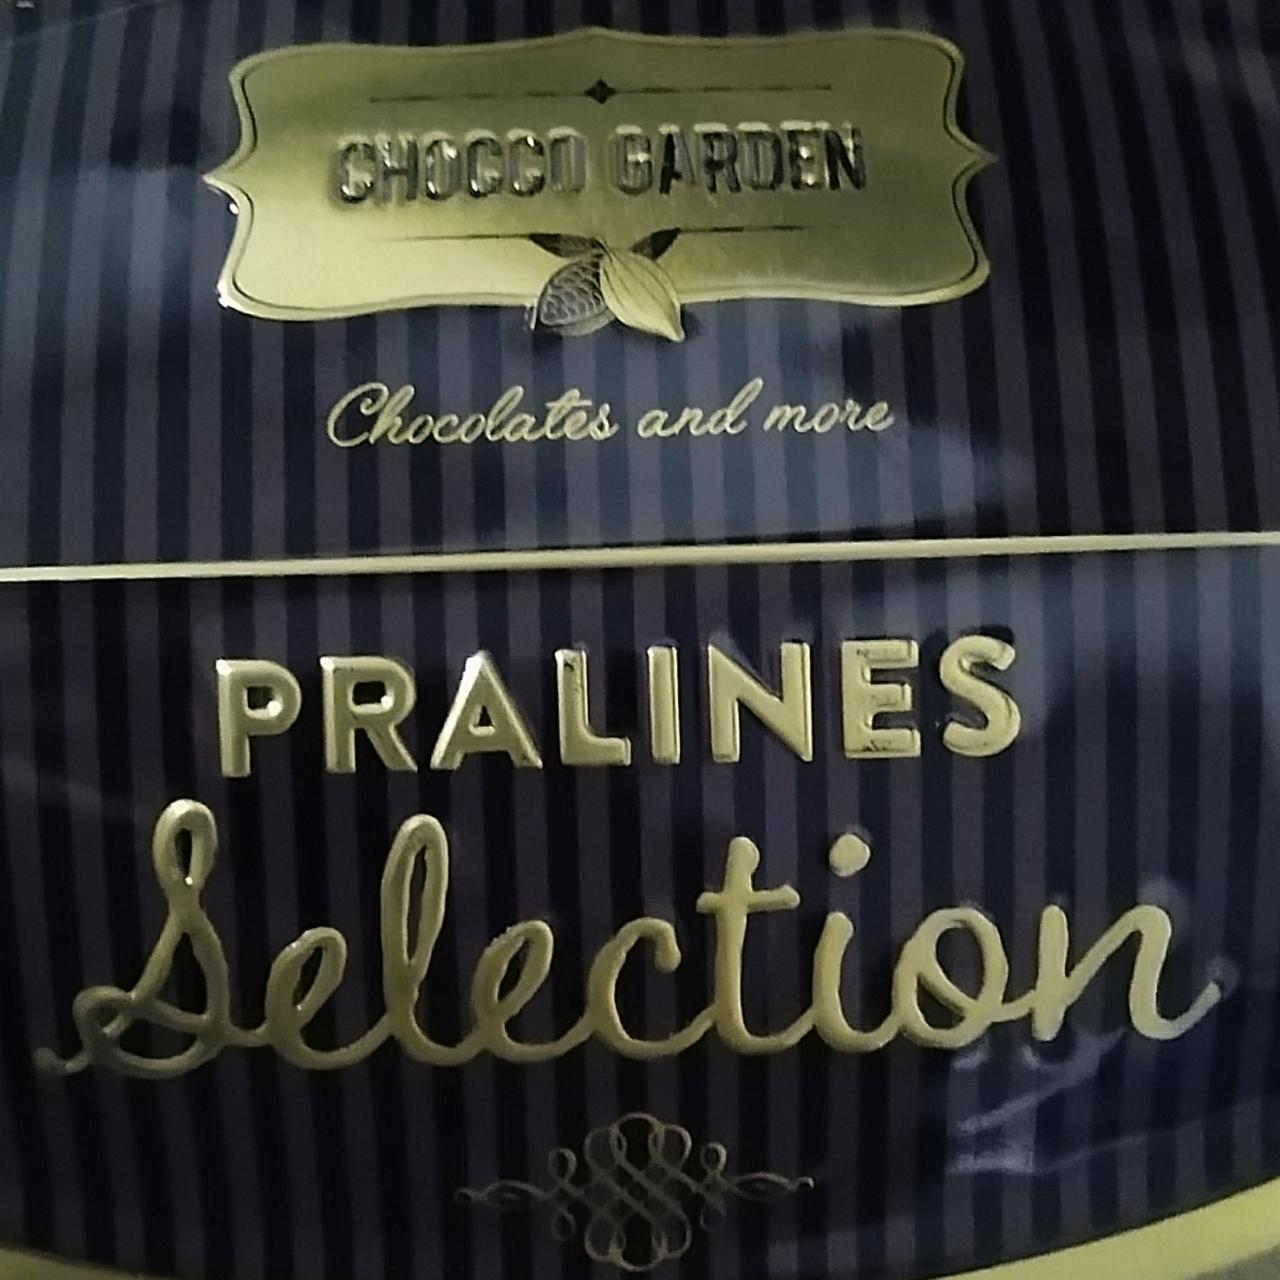 CHOCCO GARDEN
Chocolates and more
PRALINES
Selection